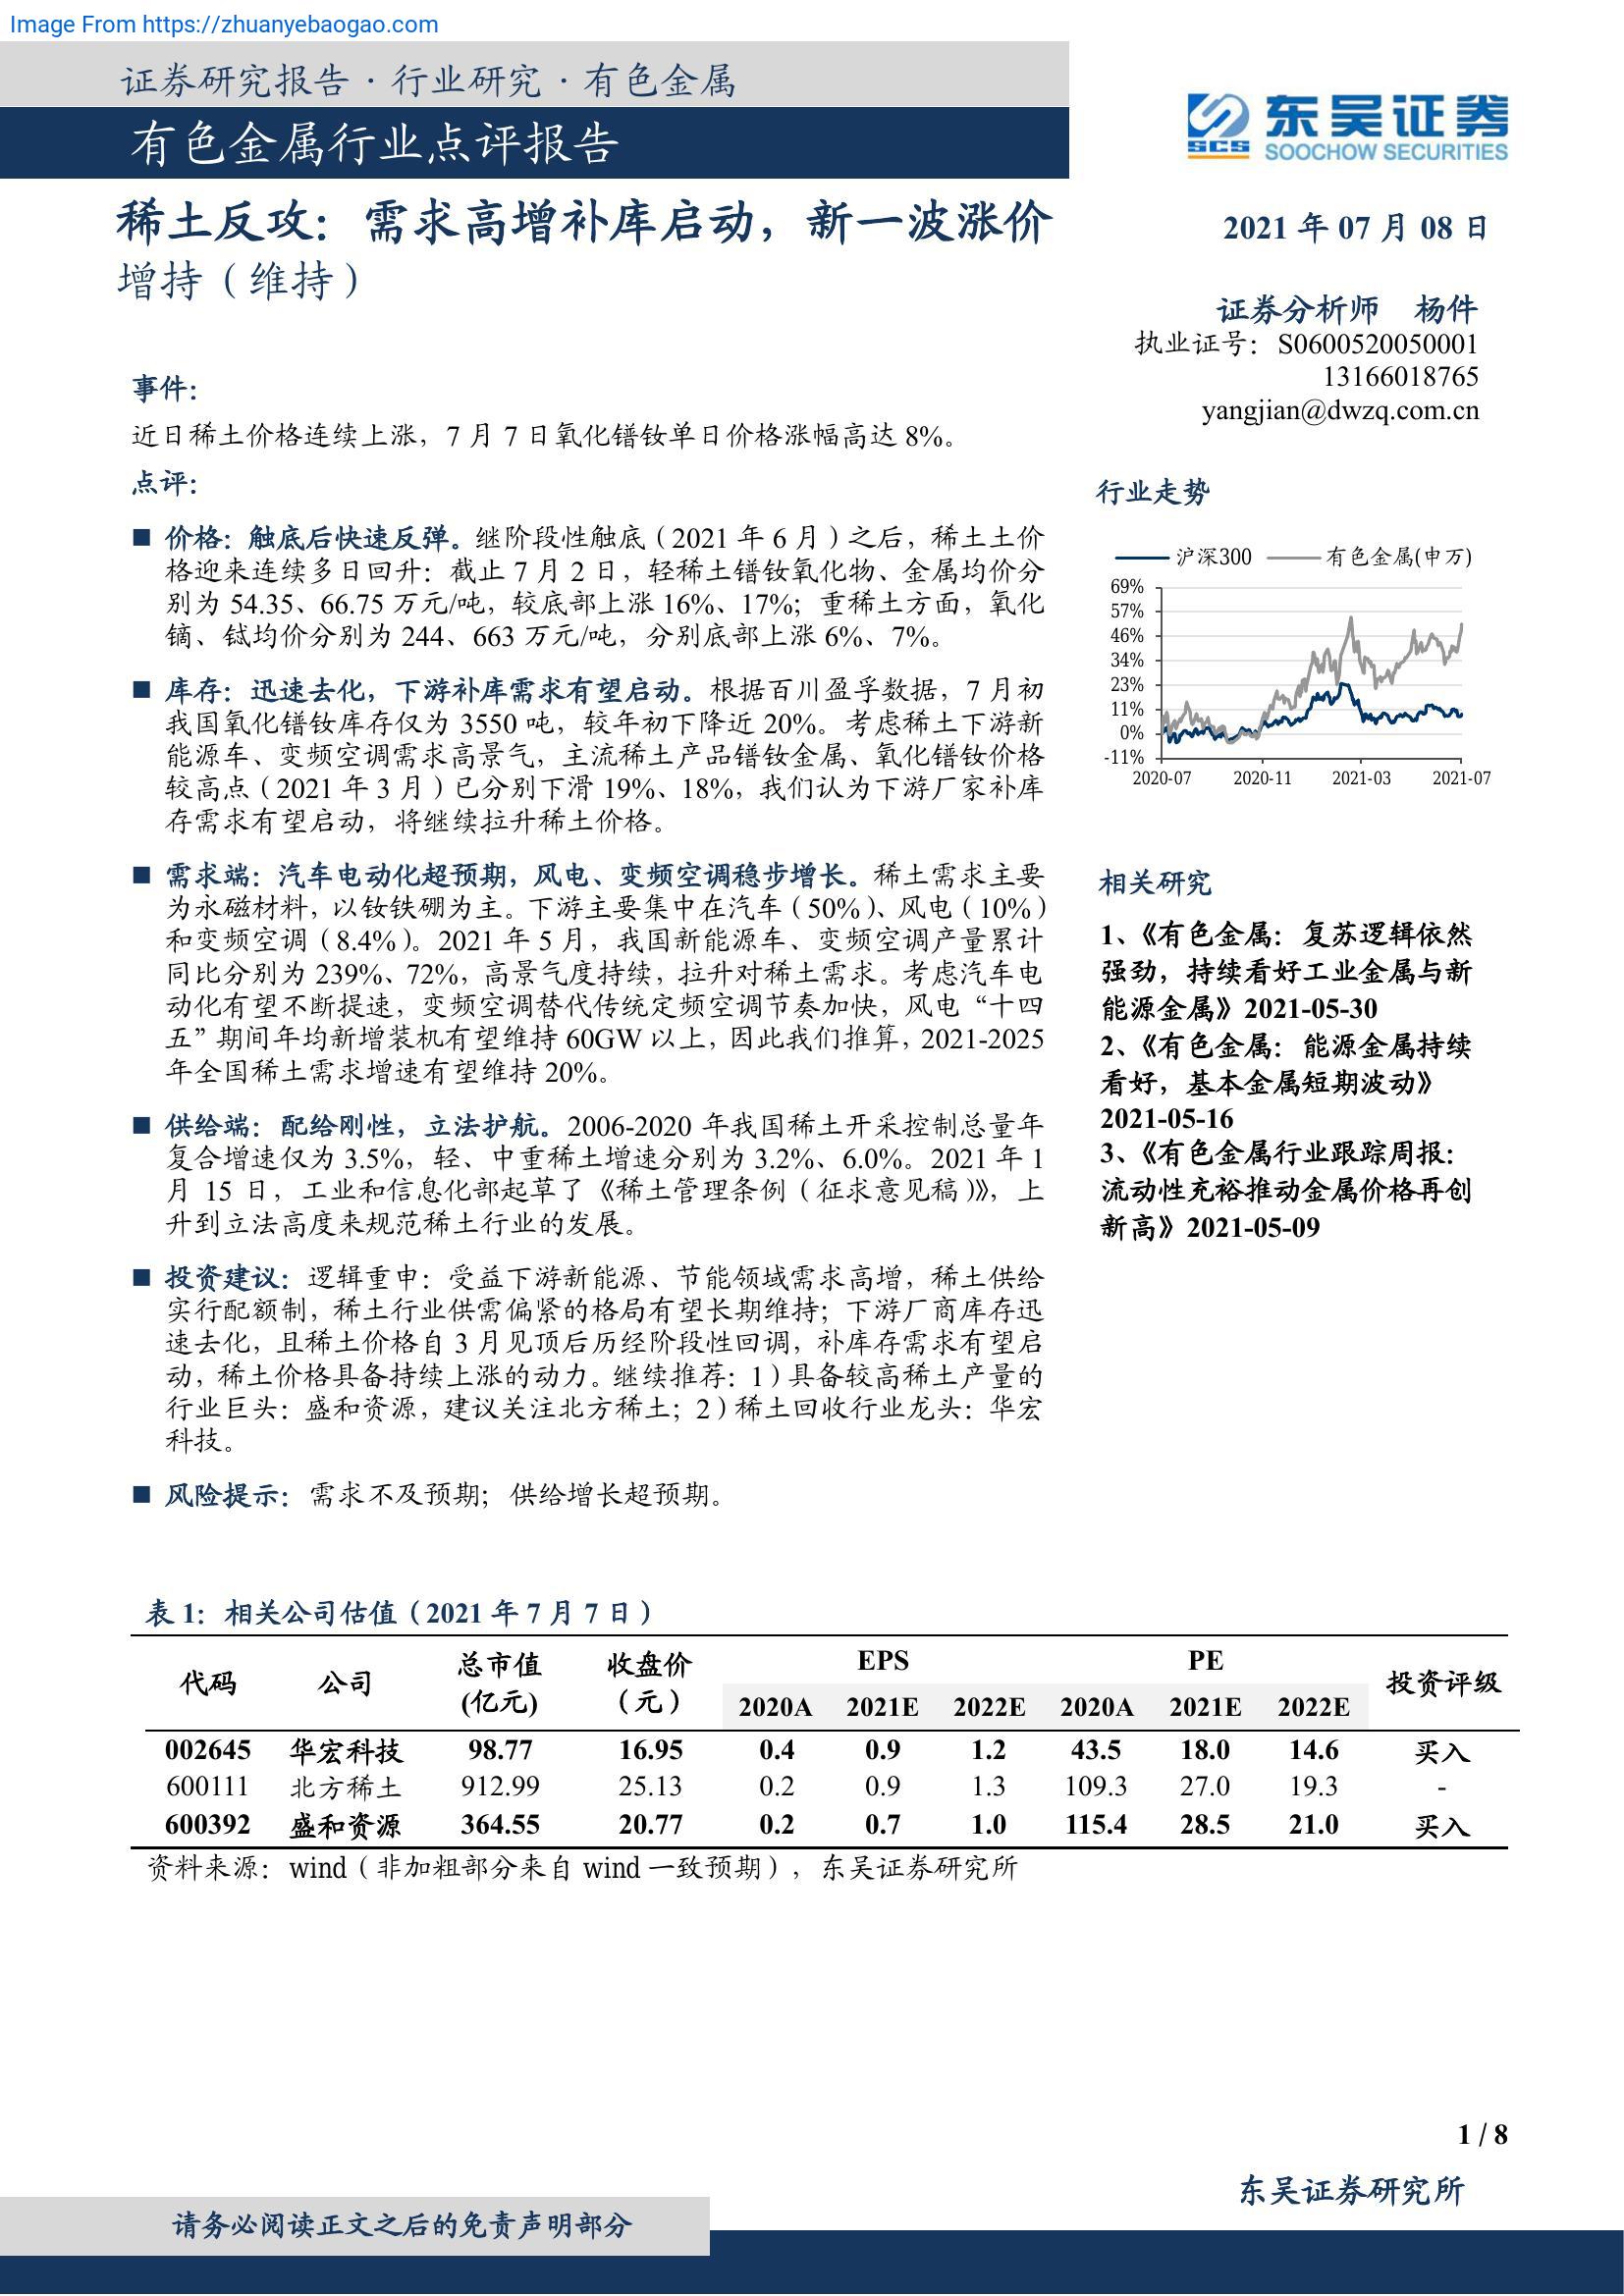 Image From https://zhuanyebaogao.com
证券研究报告·行业研究·有色金属
有色金属行业点评报告
SCS
东吴证券
SOOCHOW SECURITIES
稀土反攻：需求高增补库启动，新一波涨价
增持（维持）
2021 年 07 月 08 日
证券分析师 杨件
执业证号：S0600520050001
13166018765
yangjian@dwzq.com.cn
事件：
近日稀土价格连续上涨，7 月 7 日氧化镨钕单日价格涨幅高达 8%。
点评：
■ 价格：触底后快速反弹。继阶段性触底（2021 年 6 月）之后，稀土土价
格迎来连续多日回升：截止 7 月 2 日，轻稀土镨钕氧化物、金属均价分
别为 54.35、66.75 万元/吨，较底部上涨 16%、17%；重稀土方面，氧化
镝、铽均价分别为 244、663 万元/吨，分别底部上涨 6%、7%。
■ 库存：迅速去化，下游补库需求有望启动。根据百川盈孚数据，7 月初
我国氧化镨钕库存仅为 3550 吨，较年初下降近 20%。考虑稀土下游新
能源车、变频空调需求高景气，主流稀土产品镨钕金属、氧化镨钕价格
较高点（2021 年 3 月）已分别下滑 19%、18%，我们认为下游厂家补库
存需求有望启动，将继续拉升稀土价格。
■ 需求端：汽车电动化超预期，风电、变频空调稳步增长。稀土需求主要
为永磁材料，以钕铁硼为主。下游主要集中在汽车（50%）、风电（10%）
和变频空调（8.4%）。2021 年 5 月，我国新能源车、变频空调产量累计
同比分别为 239%、72%，高景气度持续，拉升对稀土需求。考虑汽车电
动化有望不断提速，变频空调替代传统定频空调节奏加快，风电“十四
五”期间年均新增装机有望维持 60GW 以上，因此我们推算，2021-2025
年全国稀土需求增速有望维持 20%。
■ 供给端：配给刚性，立法护航。2006-2020 年我国稀土开采控制总量年
复合增速仅为 3.5%，轻、中重稀土增速分别为 3.2%、6.0%。2021 年 1
月 15 日，工业和信息化部起草了《稀土管理条例（征求意见稿）》，上
升到立法高度来规范稀土行业的发展。
■ 投资建议：逻辑重申：受益下游新能源、节能领域需求高增，稀土供给
实行配额制，稀土行业供需偏紧的格局有望长期维持；下游厂商库存迅
速去化，且稀土价格自 3 月见顶后历经阶段性回调，补库存需求有望启
动，稀土价格具备持续上涨的动力。继续推荐：1）具备较高稀土产量的
行业巨头：盛和资源，建议关注北方稀土；2）稀土回收行业龙头：华宏
科技。
■ 风险提示：需求不及预期；供给增长超预期。
行业走势
沪深300 有色金属(申万)
69%
57%
46%
34%
23%
11%
0%
-11%
2020-07 2020-11 2021-03 2021-07
相关研究
1、《有色金属：复苏逻辑依然
强劲，持续看好工业金属与新
能源金属》2021-05-30
2、《有色金属：能源金属持续
看好，基本金属短期波动》
2021-05-16
3、《有色金属行业跟踪周报：
流动性充裕推动金属价格再创
新高》2021-05-09
表 1：相关公司估值（2021 年 7 月 7 日）
代码 公司 总市值(亿元) 收盘价（元） EPS PE 投资评级
2020A 2021E 2022E 2020A 2021E 2022E
002645 华宏科技 98.77 16.95 0.4 0.9 1.2 43.5 18.0 14.6 买入
600111 北方稀土 912.99 25.13 0.2 0.9 1.3 109.3 27.0 19.3 -
600392 盛和资源 364.55 20.77 0.2 0.7 1.0 115.4 28.5 21.0 买入
资料来源：wind（非加粗部分来自 wind 一致预期），东吴证券研究所
1 / 8
东吴证券研究所
请务必阅读正文之后的免责声明部分